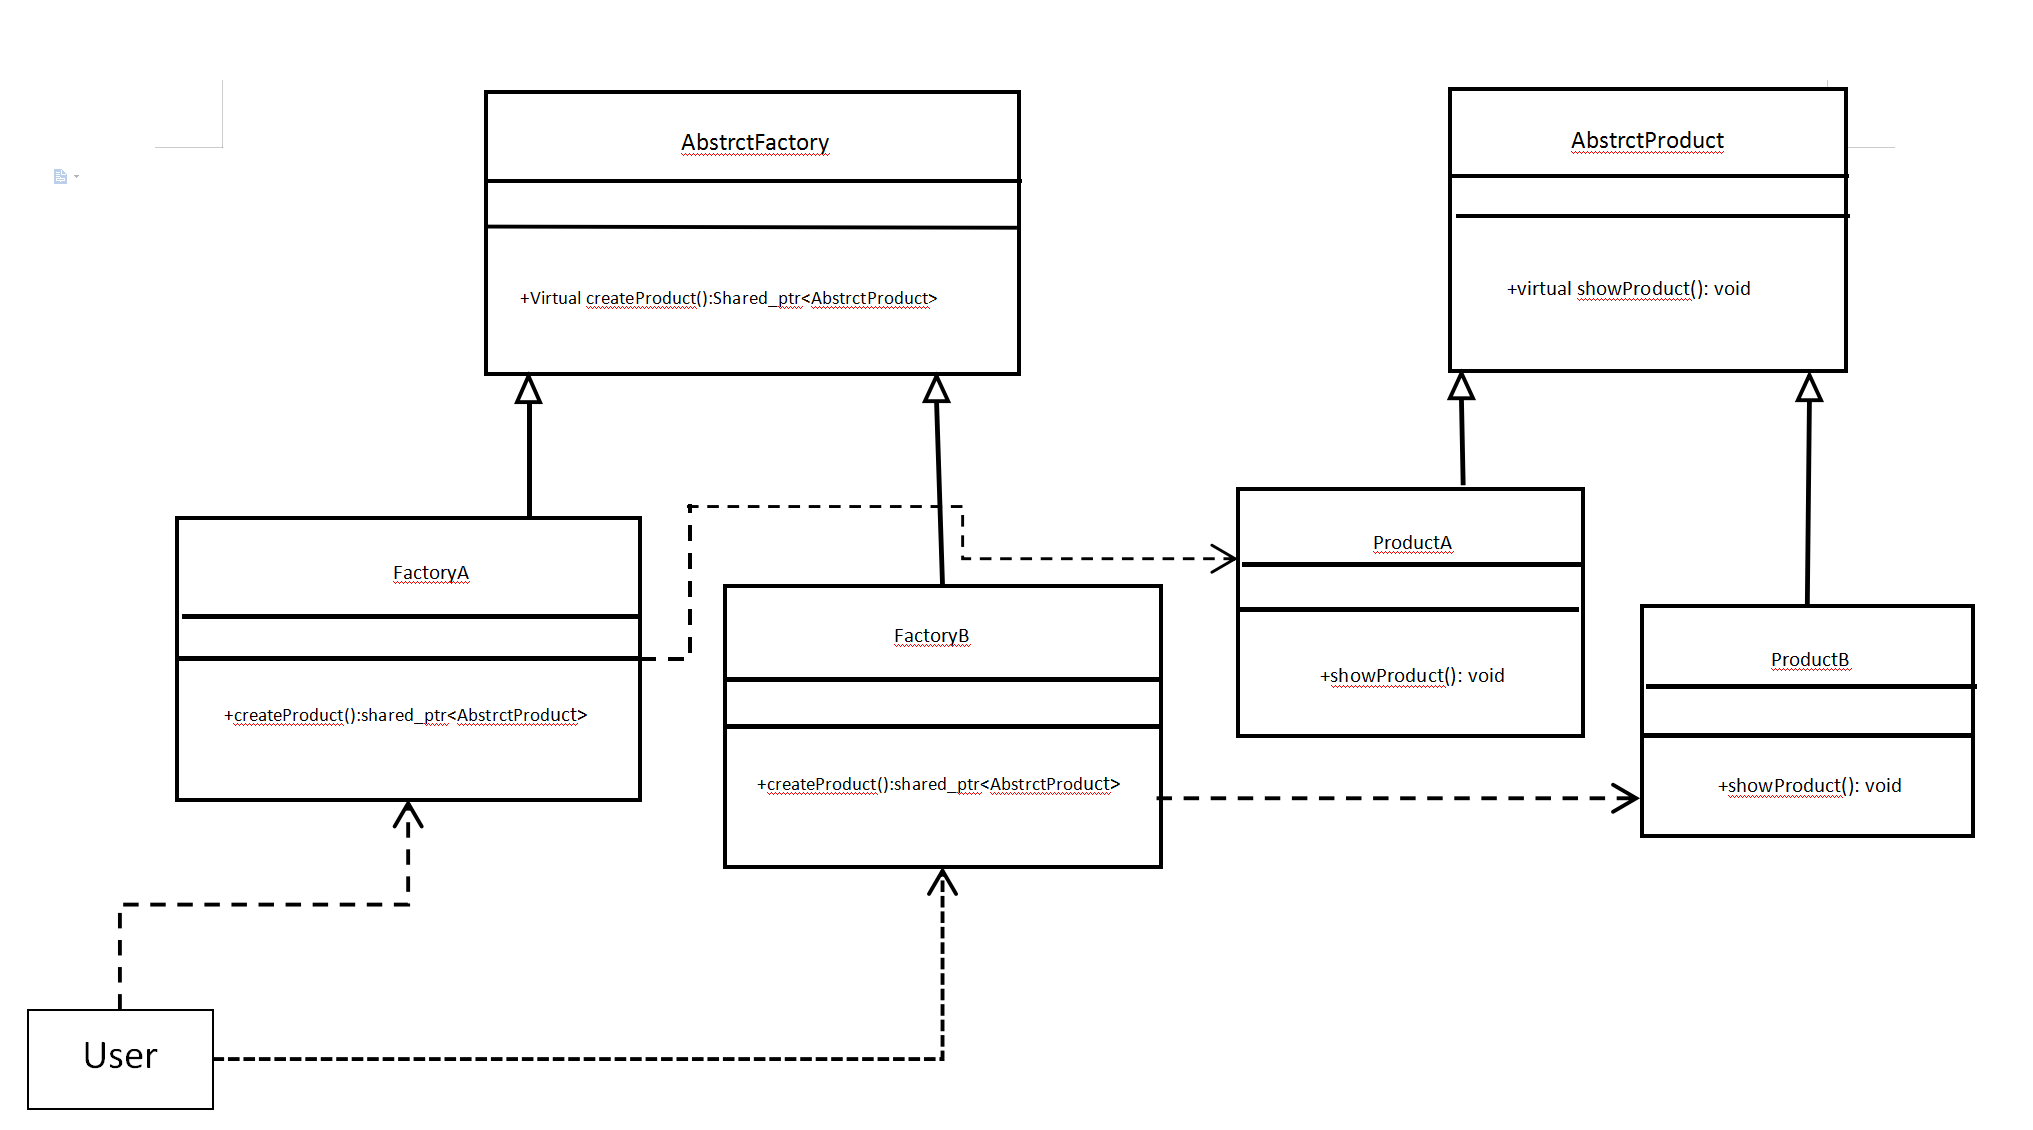 AbstrctFactory
+Virtual createProduct():Shared_ptr<AbstrctProduct>
AbstrctProduct
+virtual showProduct(): void
FactoryA
+createProduct():shared_ptr<AbstrctProduct>
FactoryB
+createProduct():shared_ptr<AbstrctProduct>
ProductA
+showProduct(): void
ProductB
+showProduct(): void
User